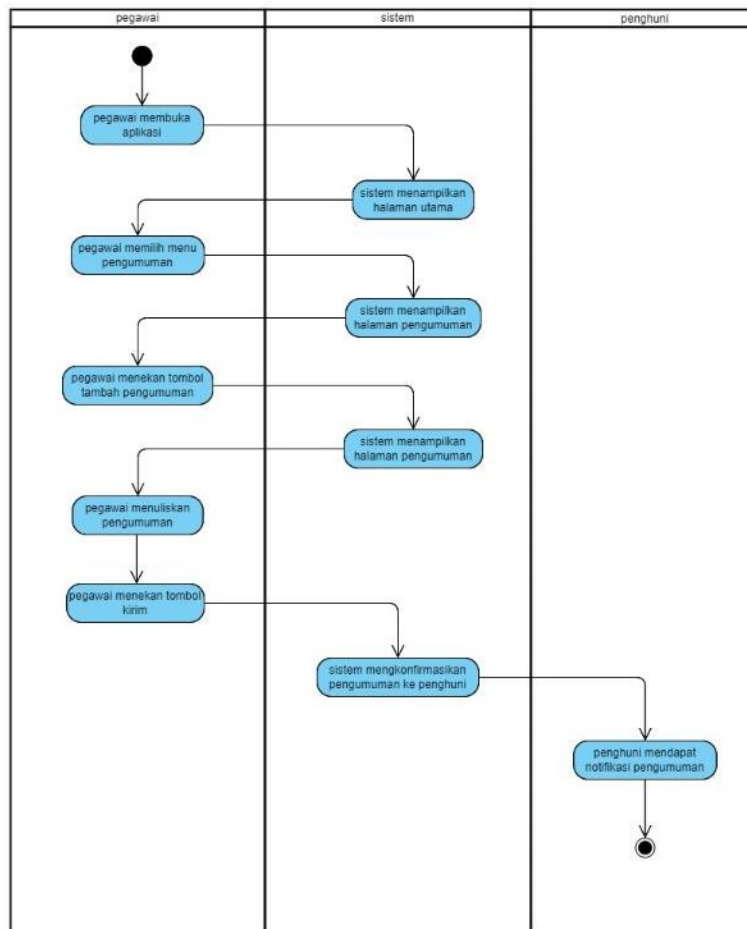 pegawai
sistem
penghuni
pegawai membuka
aplikasi
sistem menampilkan
halaman utama
pegawai memilih menu
pengumuman
sistem menampilkan
halaman pengumuman
pegawai menekan tombol
tambah pengumuman
sistem menampilkan
halaman pengumuman
pegawai menuliskan
pengumuman
pegawai menekan tombol
kirim
sistem mengkonfirmasikan
pengumuman ke penghuni
penghuni mendapat
notifikasi pengumuman